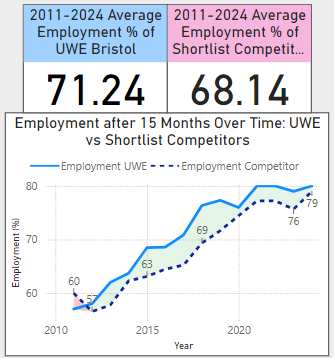 2011-2024 Average
Employment % of
UWE Bristol
71.24
2011-2024 Average
Employment % of
Shortlist Competit...
68.14
Employment after 15 Months Over Time: UWE
vs Shortlist Competitors
Employment UWE
Employment Competitor
80
70
60
Employment (%)
60
57
63
69
76
79
2010
2015
2020
Year